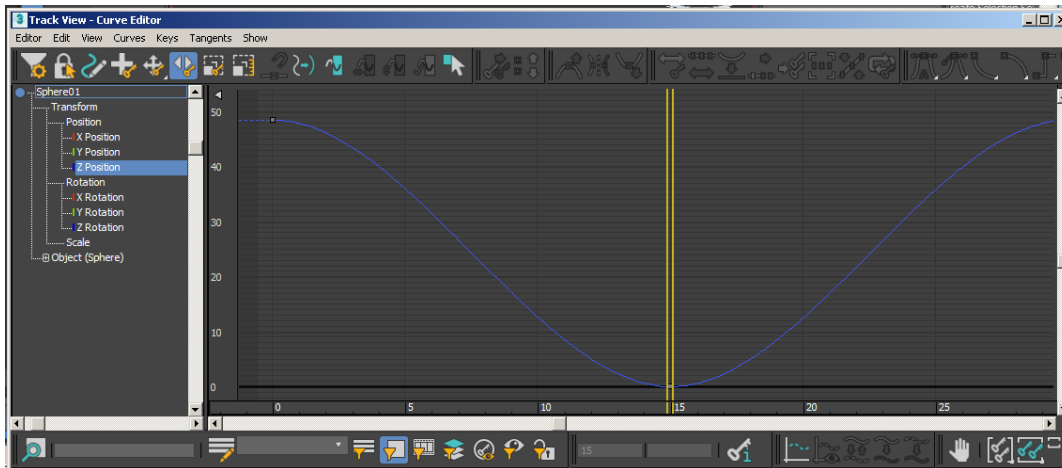 3 Track View - Curve Editor
Editor Edit View Curves Keys Tangents Show
Sphere01
Transform
Position
X Position
Y Position
Z Position
Rotation
X Rotation
Y Rotation
Z Rotation
Scale
Object (Sphere)
50
40
30
20
10
0
0 5 10 15 20 25
15